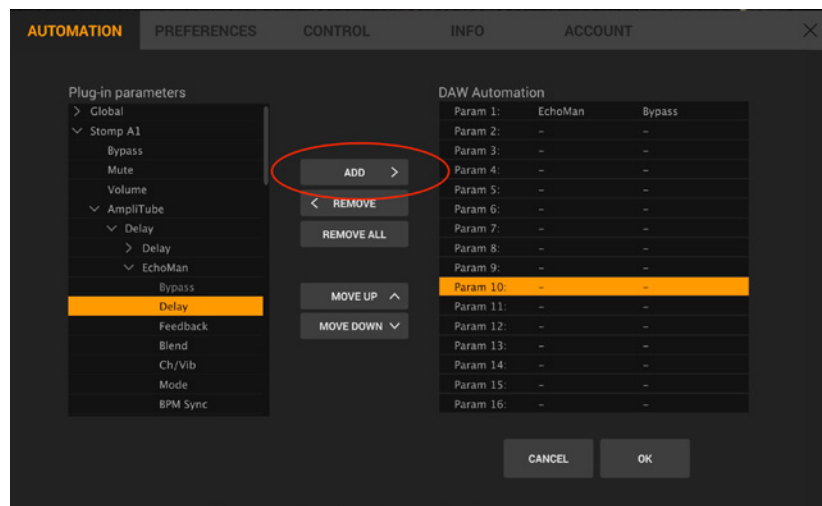 AUTOMATION PREFERENCES CONTROL INFO ACCOUNT
Plug-in parameters
Global
Stomp A1
Bypass
Mute
Volume
AmpliTube
Delay
Delay
EchoMan
Bypass
Delay
Feedback
Blend
Ch/Vib
Mode
BPM Sync
ADD
REMOVE
REMOVE ALL
MOVE UP
MOVE DOWN
DAW Automation
Param 1: EchoMan Bypass
Param 2: – –
Param 3: – –
Param 4: – –
Param 5: – –
Param 6: – –
Param 7: – –
Param 8: – –
Param 9: – –
Param 10: – –
Param 11: – –
Param 12: – –
Param 13: – –
Param 14: – –
Param 15: – –
Param 16: – –
CANCEL OK